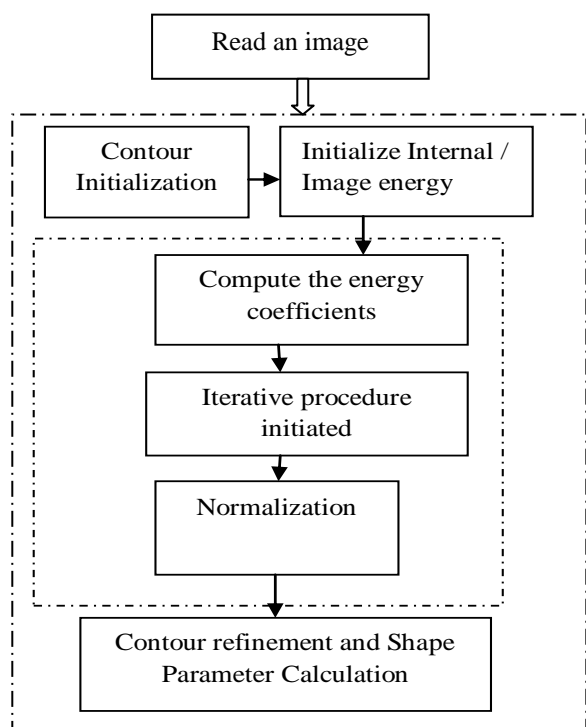 Read an image
Contour
Initialization
Initialize Internal /
Image energy
Compute the energy
coefficients
Iterative procedure
initiated
Normalization
Contour refinement and Shape
Parameter Calculation